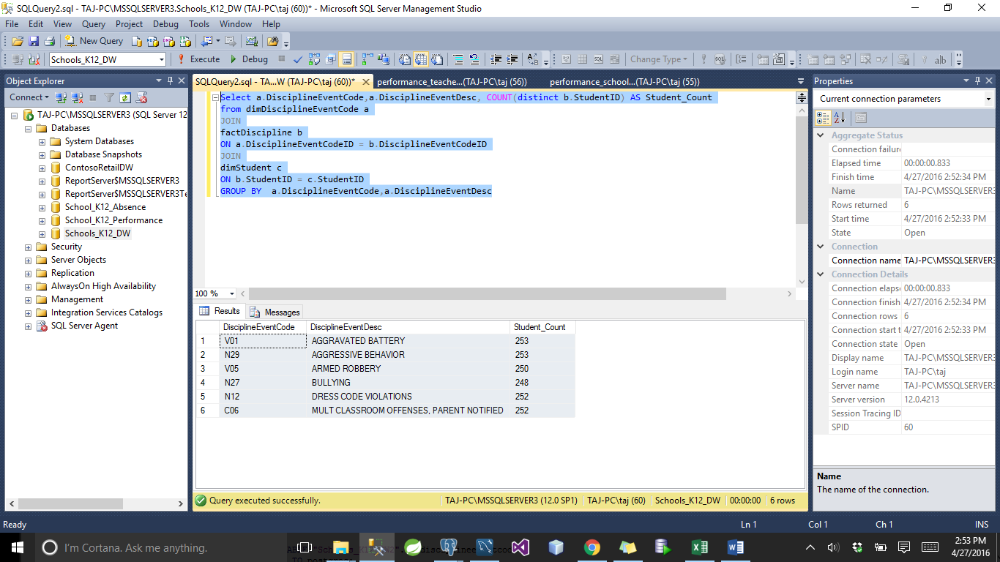 SQLQuery2.sql - TAJ-PC\MSSQLSERVER3.Schools_K12_DW (TAJ-PC\taj (60))* - Microsoft SQL Server Management Studio
File Edit View Query Project Debug Tools Window Help
New Query
Schools_K12_DW Execute Debug Change Type
Object Explorer
Connect
TAJ-PC\MSSQLSERVER3 (SQL Server 12
Databases
System Databases
Database Snapshots
ContosoRetailDW
ReportServer$MSSQLSERVER3
ReportServer$MSSQLSERVER3Te
School_K12_Absence
School_K12_Performance
Schools_K12_DW
Security
Server Objects
Replication
AlwaysOn High Availability
Management
Integration Services Catalogs
SQL Server Agent
SQLQuery2.sql - TA...W (TAJ-PC\taj (60))* performance_teache...(TAJ-PC\taj (56)) performance_school...(TAJ-PC\taj (55))
Select a.DisciplineEventCode,a.DisciplineEventDesc, COUNT(distinct b.StudentID) AS Student_Count
from dimDisciplineEventCode a
JOIN
factDiscipline b
ON a.DisciplineEventCodeID = b.DisciplineEventCodeID
JOIN
dimStudent c
ON b.StudentID = c.StudentID
GROUP BY a.DisciplineEventCode,a.DisciplineEventDesc
100 %
Results Messages
DisciplineEventCode DisciplineEventDesc Student_Count
1 V01 AGGRAVATED BATTERY 253
2 N29 AGGRESSIVE BEHAVIOR 253
3 V05 ARMED ROBBERY 250
4 N27 BULLYING 248
5 N12 DRESS CODE VIOLATIONS 252
6 C06 MULT CLASSROOM OFFENSES, PARENT NOTIFIED 252
Query executed successfully. TAJ-PC\MSSQLSERVER3 (12.0 SP1) TAJ-PC\taj (60) Schools_K12_DW 00:00:00 6 rows
Properties
Current connection parameters
Aggregate Status
Connection failure
Elapsed time 00:00:00.833
Finish time 4/27/2016 2:52:34 PM
Name TAJ-PC\MSSQLSERVER3
Rows returned 6
Start time 4/27/2016 2:52:33 PM
State Open
Connection
Connection name TAJ-PC\MSSQLSERVER3
Connection Details
Connection elaps 00:00:00.833
Connection finish 4/27/2016 2:52:34 PM
Connection rows 6
Connection start t 4/27/2016 2:52:33 PM
Connection state Open
Display name TAJ-PC\MSSQLSERVER3
Login name TAJ-PC\taj
Server name TAJ-PC\MSSQLSERVER3
Server version 12.0.4213
Session Tracing ID
SPID 60
Name
The name of the connection.
Ready Ln 1 Col 1 Ch 1 INS
I'm Cortana. Ask me anything.
2:53 PM
4/27/2016